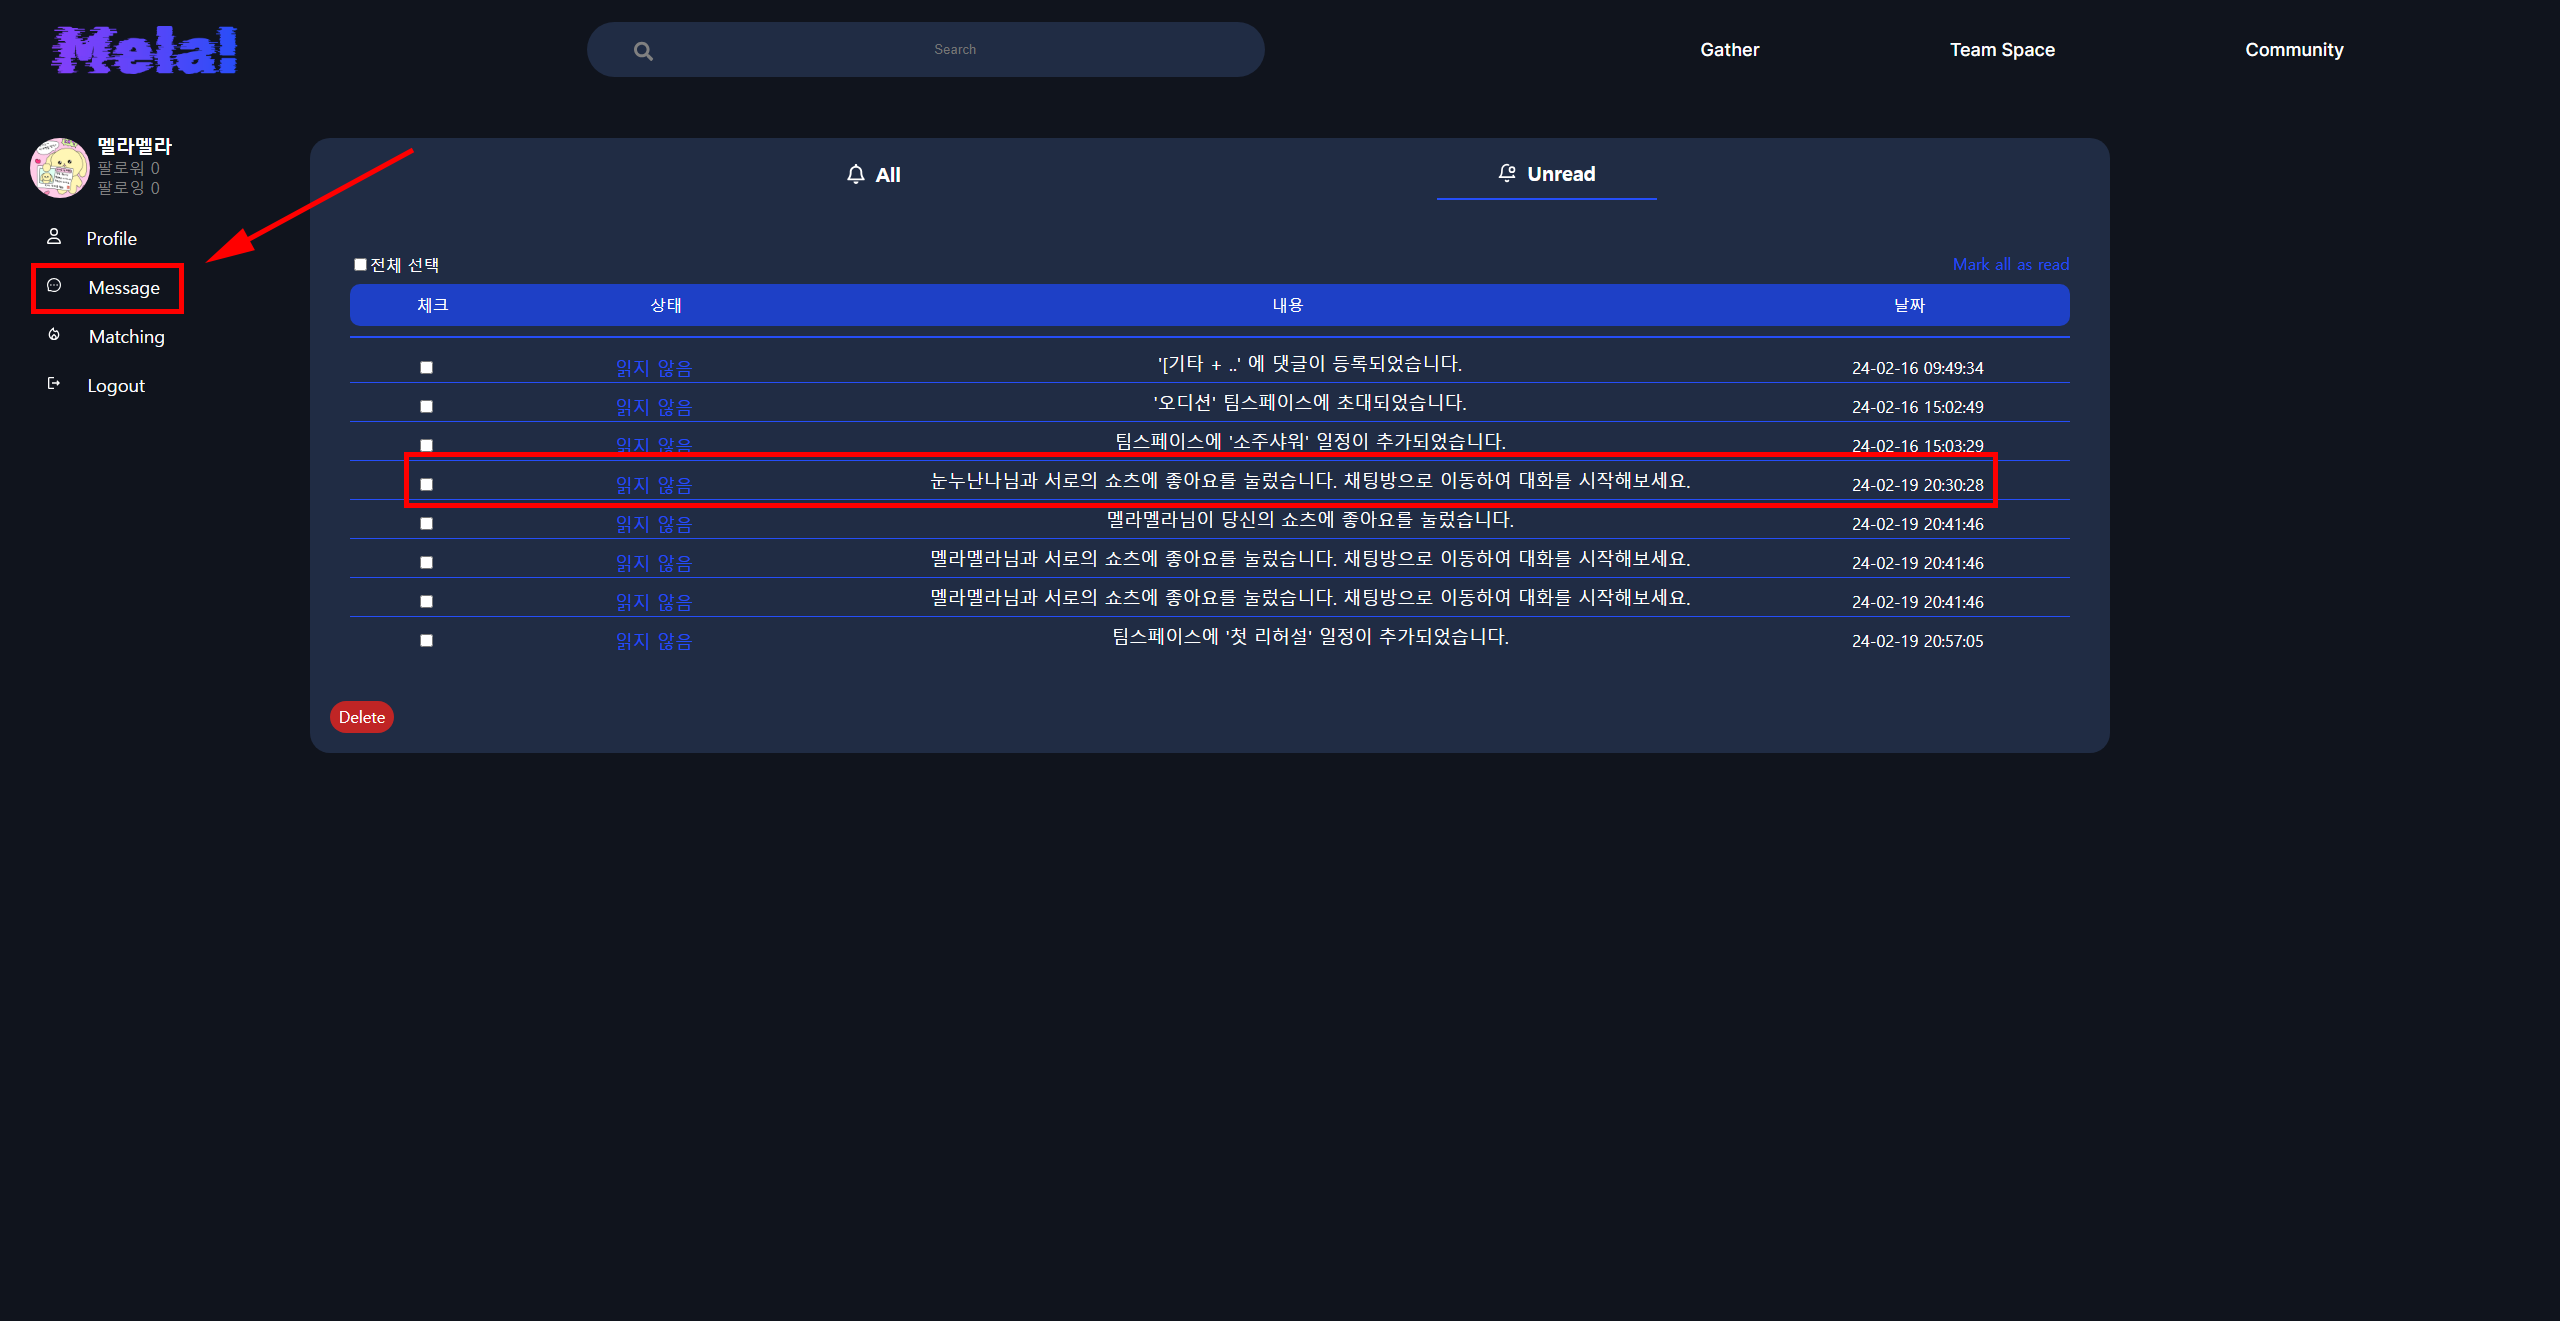 Mela!
Search
Gather
Team Space
Community
멜라멜라
팔로워 0
팔로잉 0
Profile
Message
Matching
Logout
All
Unread
전체 선택
Mark all as read
체크 상태 내용 날짜
읽지 않음 '[기타 + ..' 에 댓글이 등록되었습니다. 24-02-16 09:49:34
읽지 않음 '오디션' 팀스페이스에 초대되었습니다. 24-02-16 15:02:49
읽지 않음 팀스페이스에 '소주샤워' 일정이 추가되었습니다. 24-02-16 15:03:29
읽지 않음 눈누난나님과 서로의 쇼츠에 좋아요를 눌렀습니다. 채팅방으로 이동하여 대화를 시작해보세요. 24-02-19 20:30:28
읽지 않음 멜라멜라님이 당신의 쇼츠에 좋아요를 눌렀습니다. 24-02-19 20:41:46
읽지 않음 멜라멜라님과 서로의 쇼츠에 좋아요를 눌렀습니다. 채팅방으로 이동하여 대화를 시작해보세요. 24-02-19 20:41:46
읽지 않음 멜라멜라님과 서로의 쇼츠에 좋아요를 눌렀습니다. 채팅방으로 이동하여 대화를 시작해보세요. 24-02-19 20:41:46
읽지 않음 팀스페이스에 '첫 리허설' 일정이 추가되었습니다. 24-02-19 20:57:05
Delete